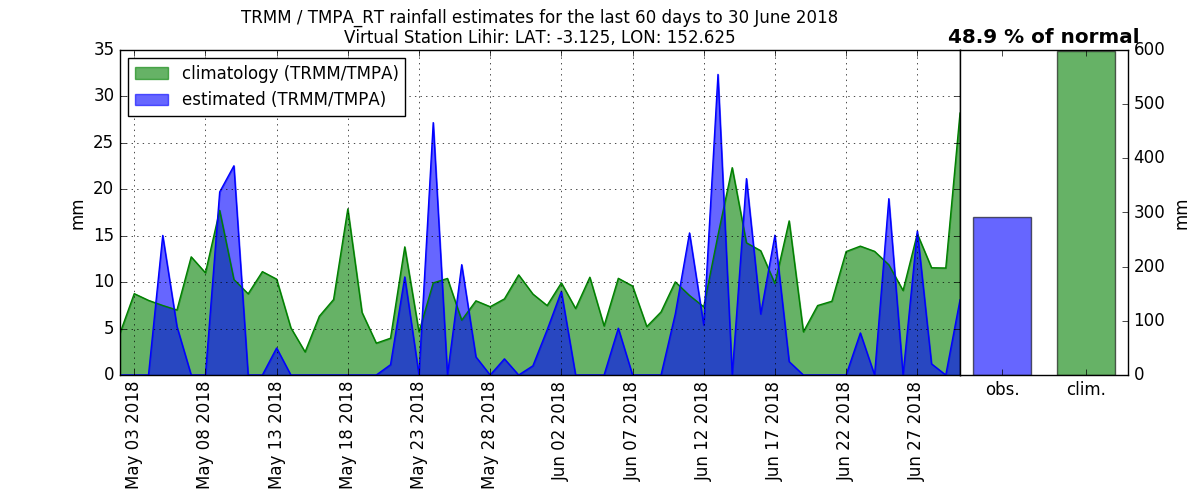 TRMM / TMPA_RT rainfall estimates for the last 60 days to 30 June 2018
Virtual Station Lihir: LAT: -3.125, LON: 152.625
48.9 % of normal
climatology (TRMM/TMPA)
estimated (TRMM/TMPA)
35
30
25
20
15
10
5
0
mm
May 03 2018
May 08 2018
May 13 2018
May 18 2018
May 23 2018
May 28 2018
Jun 02 2018
Jun 07 2018
Jun 12 2018
Jun 17 2018
Jun 22 2018
Jun 27 2018
obs.
clim.
600
500
400
300
200
100
0
mm